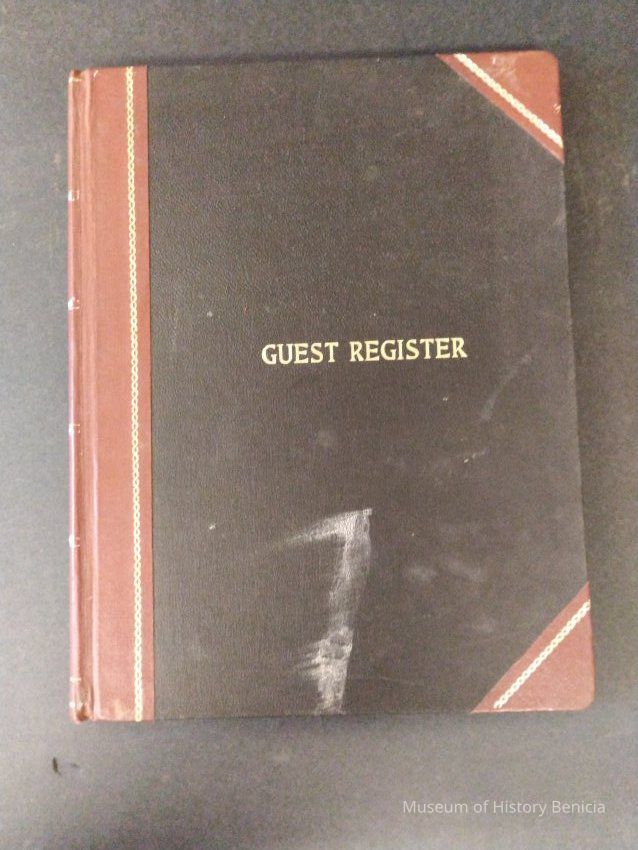 GUEST REGISTER
Museum of History Benicia